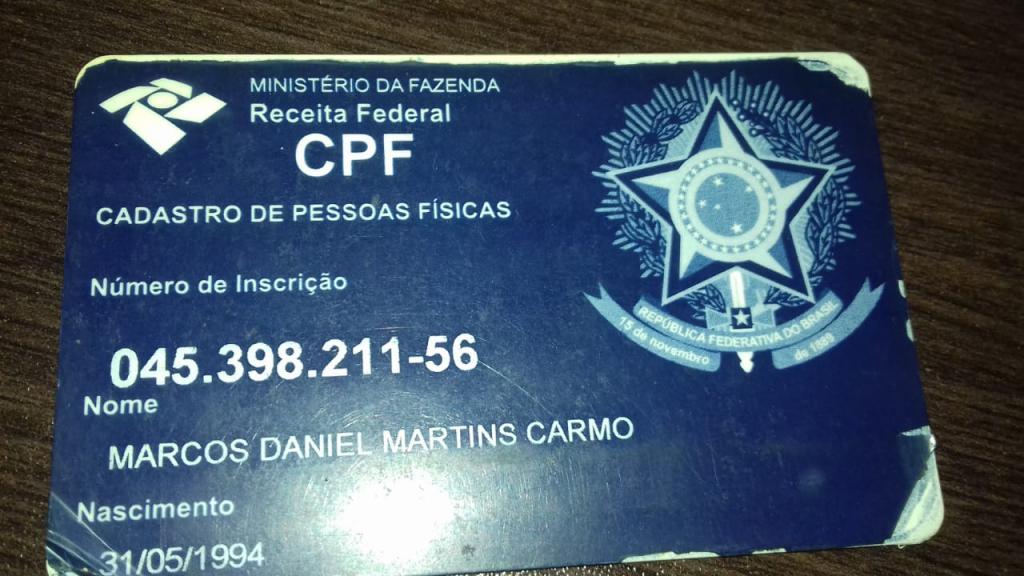 MINISTÉRIO DA FAZENDA
Receita Federal
CPF
CADASTRO DE PESSOAS FÍSICAS
Número de Inscrição
045.398.211-56
Nome
MARCOS DANIEL MARTINS CARMO
Nascimento
31/05/1994
REPÚBLICA FEDERATIVA DO BRASIL
15 de novembro de 1889